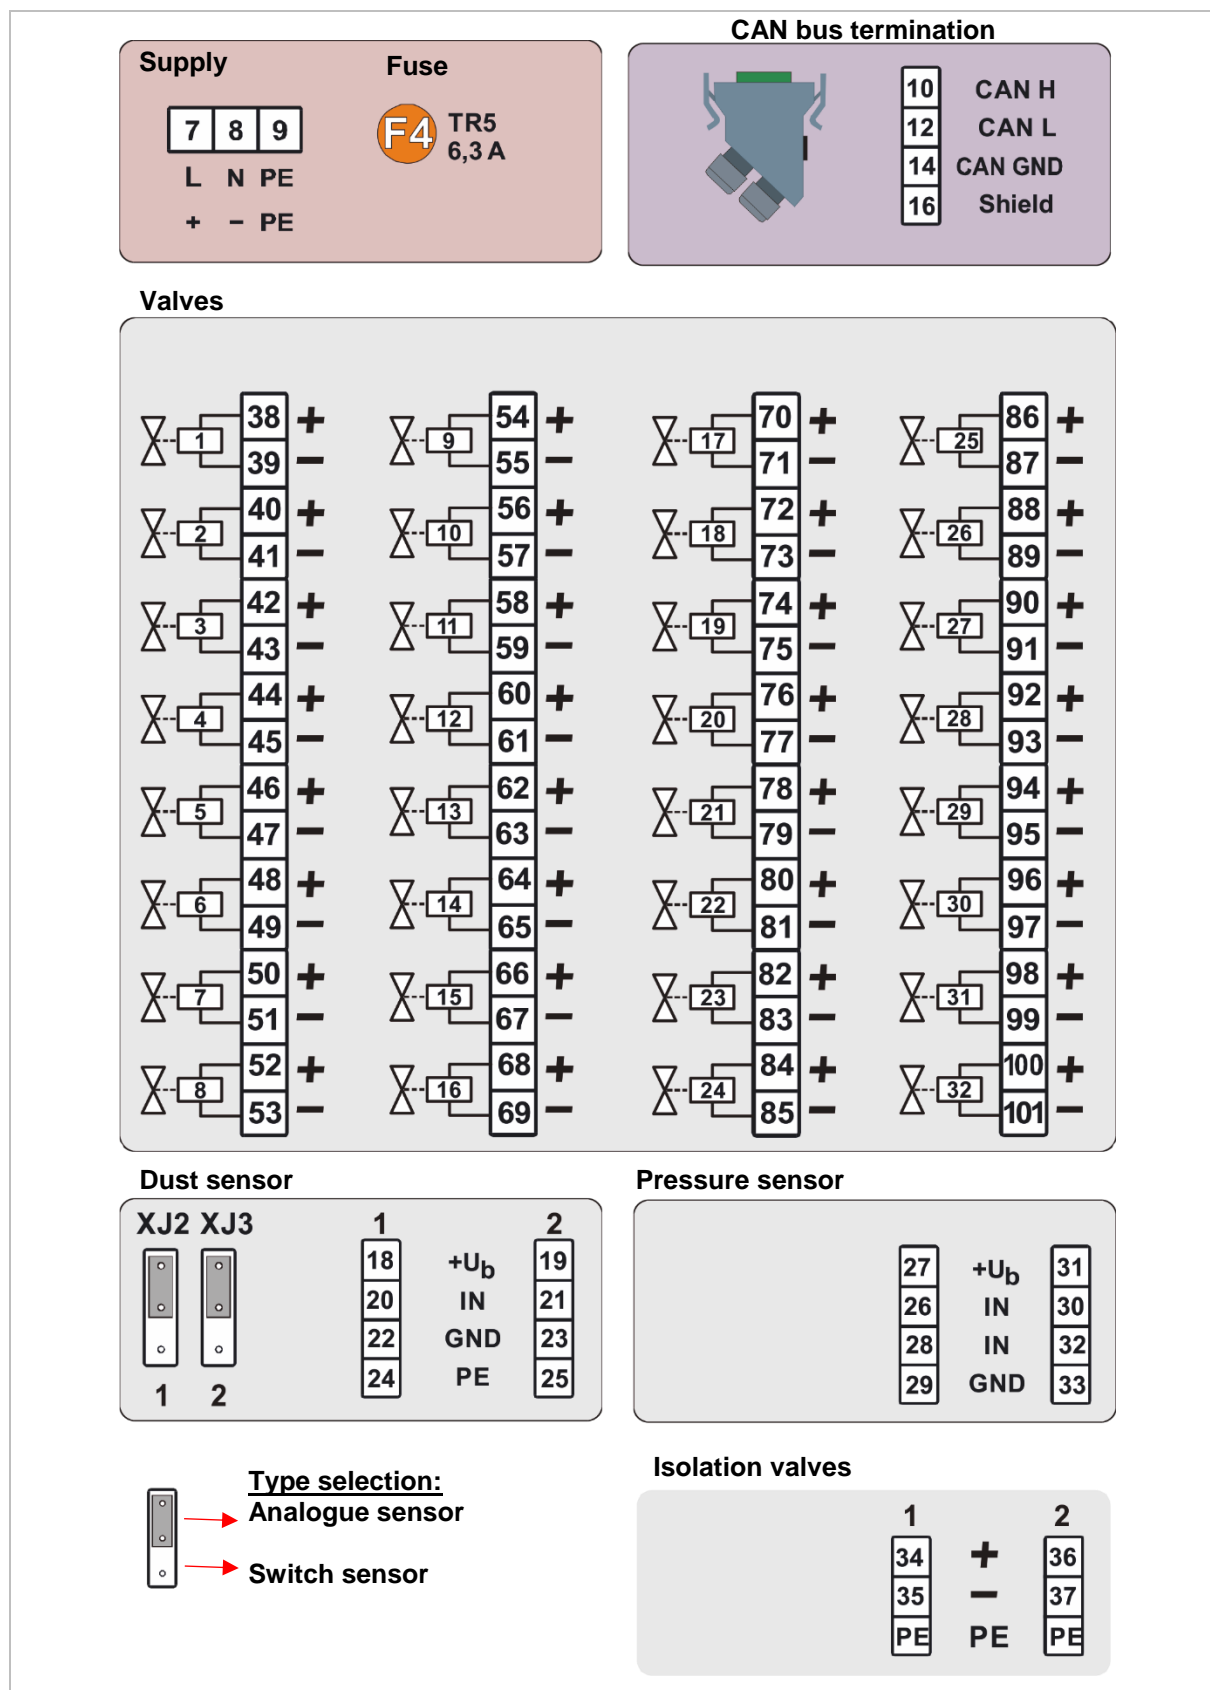 CAN bus termination
Supply
Fuse
7 8 9
L N PE
+ − PE
F4 TR5
6,3 A
10 CAN H
12 CAN L
14 CAN GND
16 Shield
Valves
1 38 + 9 54 + 17 70 + 25 86 +
39 − 55 − 71 − 87 −
2 40 + 10 56 + 18 72 + 26 88 +
41 − 57 − 73 − 89 −
3 42 + 11 58 + 19 74 + 27 90 +
43 − 59 − 75 − 91 −
4 44 + 12 60 + 20 76 + 28 92 +
45 − 61 − 77 − 93 −
5 46 + 13 62 + 21 78 + 29 94 +
47 − 63 − 79 − 95 −
6 48 + 14 64 + 22 80 + 30 96 +
49 − 65 − 81 − 97 −
7 50 + 15 66 + 23 82 + 31 98 +
51 − 67 − 83 − 99 −
8 52 + 16 68 + 24 84 + 32 100 +
53 − 69 − 85 − 101 −
Dust sensor
XJ2 XJ3
1 2
1 2
18 +Ub 19
20 IN 21
22 GND 23
24 PE 25
Pressure sensor
27 +Ub 31
26 IN 30
28 IN 32
29 GND 33
Type selection:
Analogue sensor
Switch sensor
Isolation valves
1 2
34 + 36
35 − 37
PE PE PE